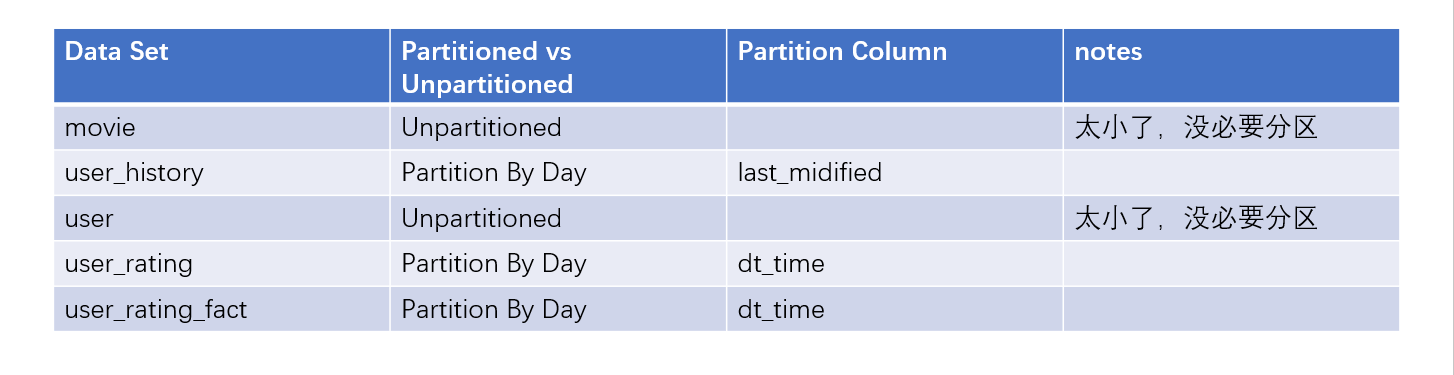 Data Set Partitioned vs Unpartitioned Partition Column notes
movie Unpartitioned 太小了，没必要分区
user_history Partition By Day last_midified
user Unpartitioned 太小了，没必要分区
user_rating Partition By Day dt_time
user_rating_fact Partition By Day dt_time